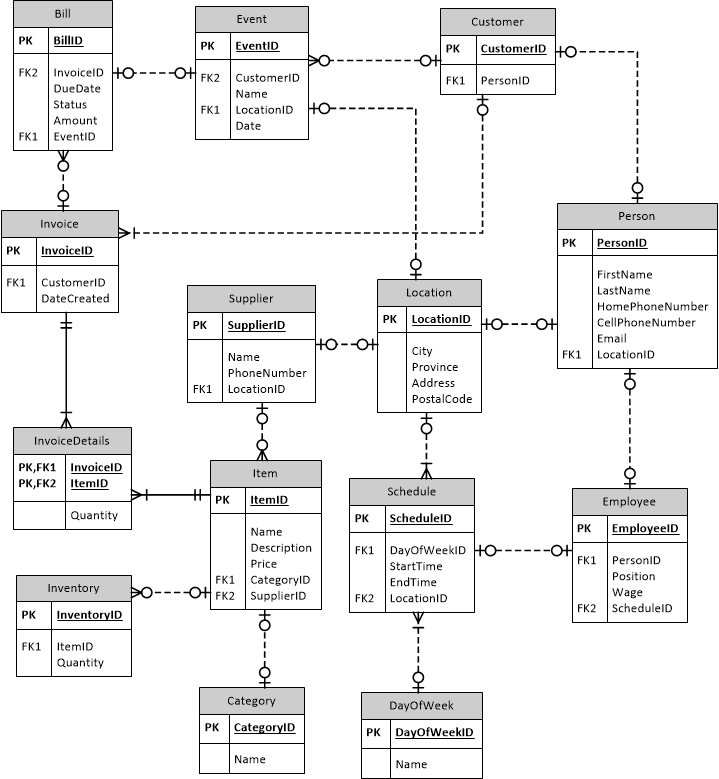 Bill
PK BillID
FK2 InvoiceID
DueDate
Status
Amount
FK1 EventID
Event
PK EventID
FK2 CustomerID
Name
FK1 LocationID
Date
Customer
PK CustomerID
FK1 PersonID
Invoice
PK InvoiceID
FK1 CustomerID
DateCreated
Person
PK PersonID
FirstName
LastName
HomePhoneNumber
CellPhoneNumber
Email
FK1 LocationID
Supplier
PK SupplierID
Name
PhoneNumber
FK1 LocationID
Location
PK LocationID
City
Province
Address
PostalCode
InvoiceDetails
PK,FK1 InvoiceID
PK,FK2 ItemID
Quantity
Item
PK ItemID
Name
Description
Price
FK1 CategoryID
FK2 SupplierID
Schedule
PK ScheduleID
FK1 DayOfWeekID
StartTime
EndTime
FK2 LocationID
Employee
PK EmployeeID
FK1 PersonID
Position
Wage
FK2 ScheduleID
Inventory
PK InventoryID
FK1 ItemID
Quantity
Category
PK CategoryID
Name
DayOfWeek
PK DayOfWeekID
Name